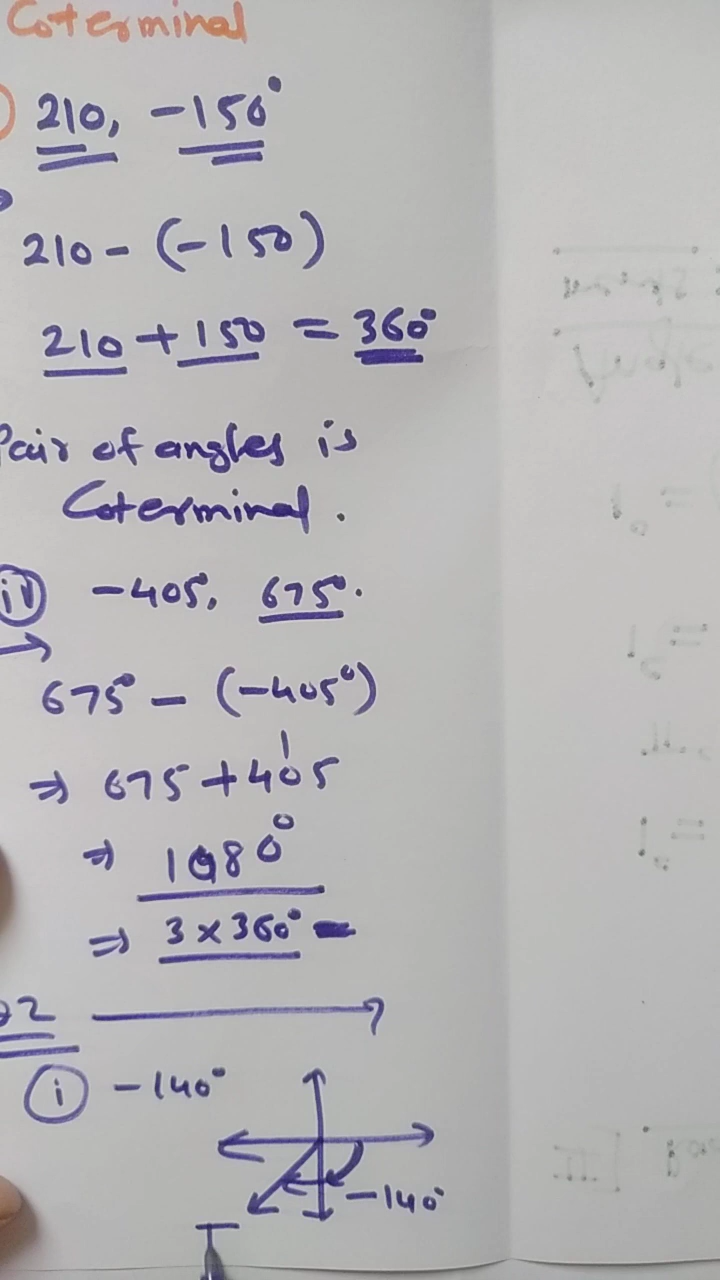 Coterminal
210, -150°
210 - (-150)
210 + 150 = 360°
Pair of angles is
Coterminal.
-405, 675°.
675° - (-405°)
⇒ 675 + 405
⇒ 1080°
⇒ 3 x 360°
(i) -140°
-140°